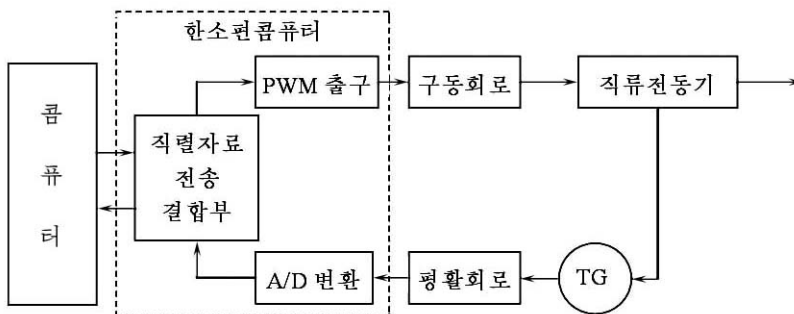 한소편콤퓨터
PWM 출구
구동회로
직류전동기
콤
퓨
터
직렬자료
전송
결합부
A/D 변환
평활회로
TG